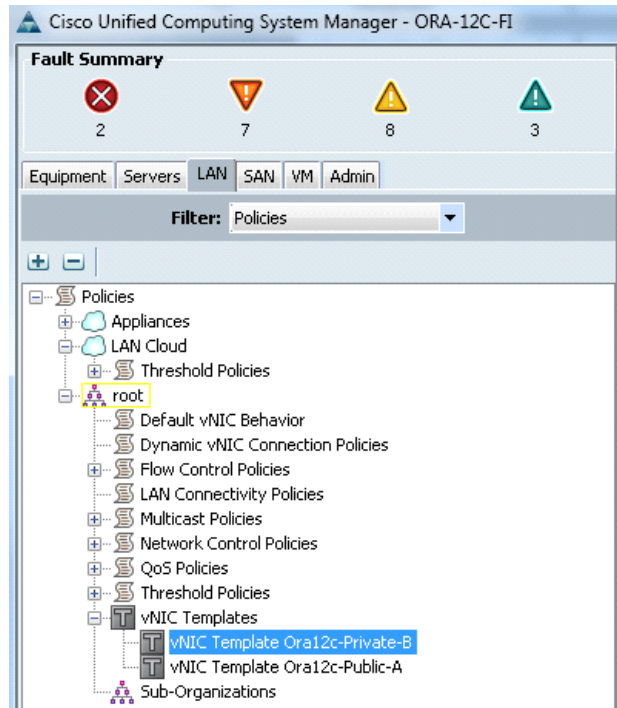 Cisco Unified Computing System Manager - ORA-12C-FI
Fault Summary
2 7 8 3
Equipment Servers LAN SAN VM Admin
Filter: Policies
Policies
Appliances
LAN Cloud
Threshold Policies
root
Default vNIC Behavior
Dynamic vNIC Connection Policies
Flow Control Policies
LAN Connectivity Policies
Multicast Policies
Network Control Policies
QoS Policies
Threshold Policies
vNIC Templates
vNIC Template Ora12c-Private-B
vNIC Template Ora12c-Public-A
Sub-Organizations